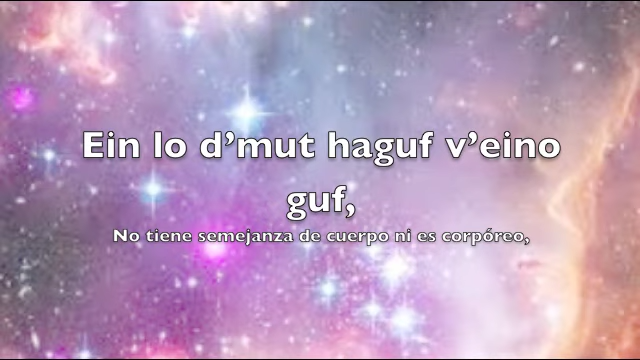 Ein lo d’mut haguf v’eino
guf,
No tiene semejanza de cuerpo ni es corpóreo,